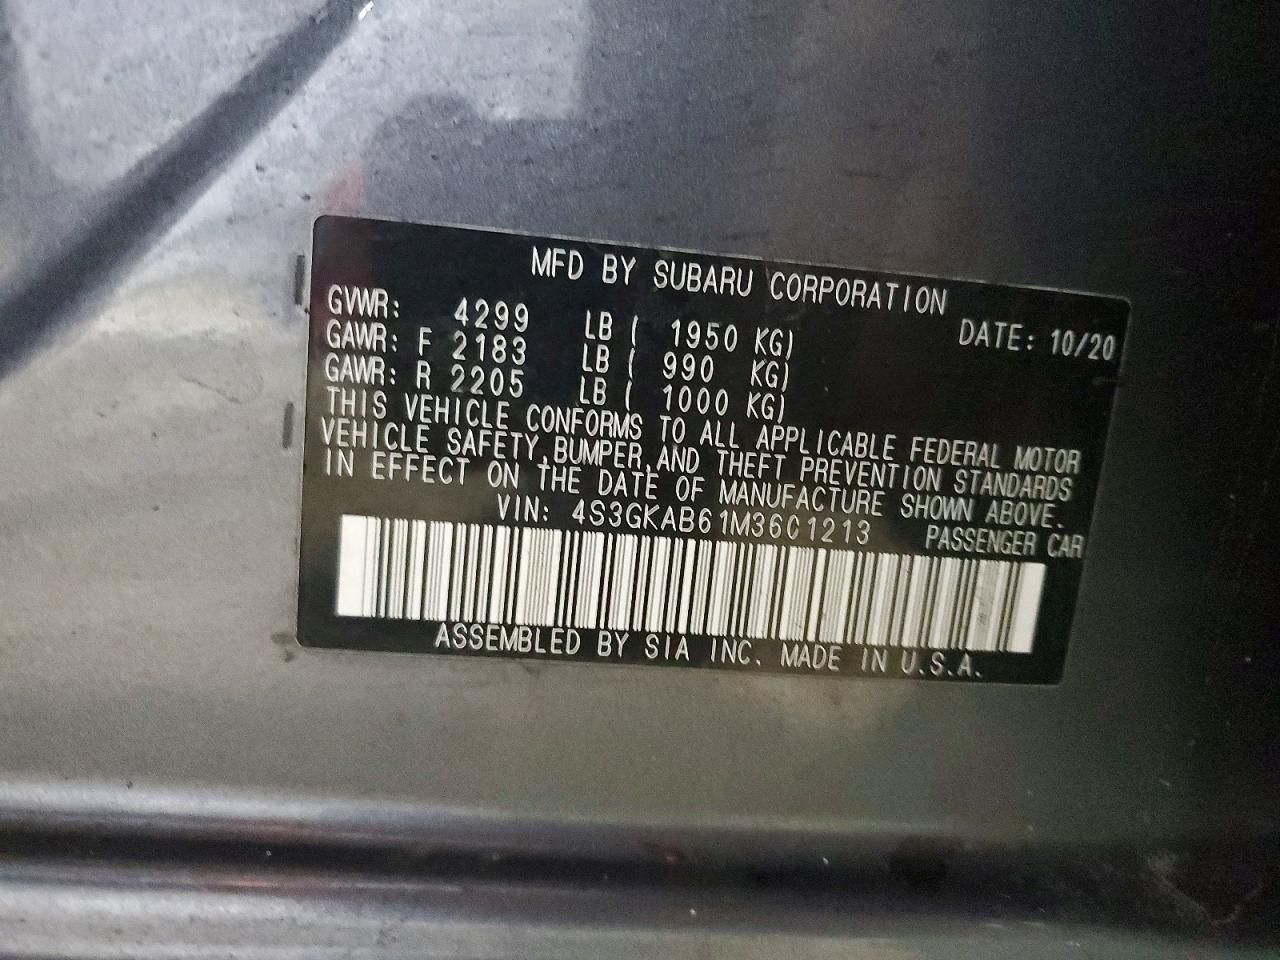 MFD BY SUBARU CORPORATION
GVWR: 4299 LB ( 1950 KG) DATE: 10/20
GAWR: F 2183 LB ( 990 KG)
GAWR: R 2205 LB ( 1000 KG)
THIS VEHICLE CONFORMS TO ALL APPLICABLE FEDERAL MOTOR
VEHICLE SAFETY, BUMPER, AND THEFT PREVENTION STANDARDS
IN EFFECT ON THE DATE OF MANUFACTURE SHOWN ABOVE.
VIN: 4S3GKAB61M3601213 PASSENGER CAR
ASSEMBLED BY SIA INC. MADE IN U.S.A.